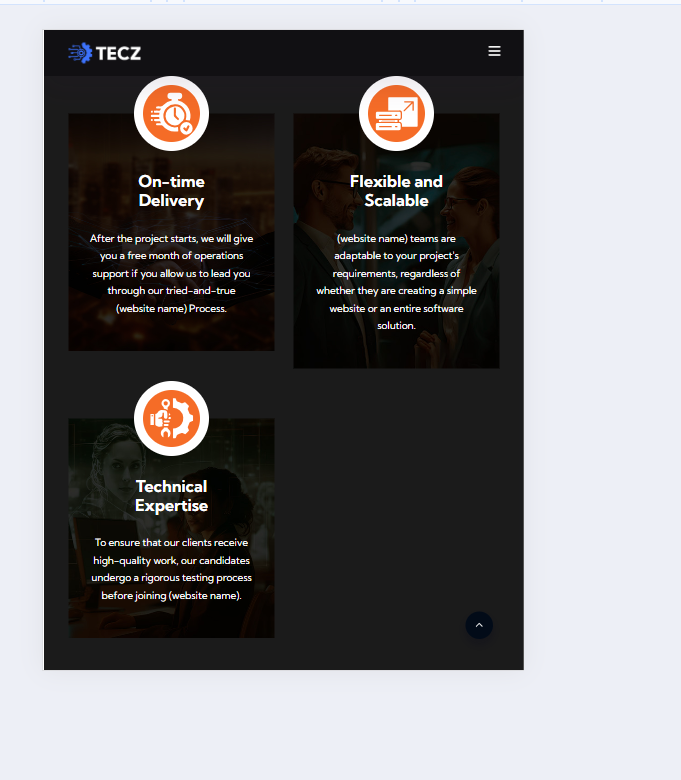 TECZ
On-time
Delivery
After the project starts, we will give
you a free month of operations
support if you allow us to lead you
through our tried-and-true
(website name) Process.
Flexible and
Scalable
(website name) teams are
adaptable to your project's
requirements, regardless of
whether they are creating a simple
website or an entire software
solution.
Technical
Expertise
To ensure that our clients receive
high-quality work, our candidates
undergo a rigorous testing process
before joining (website name).